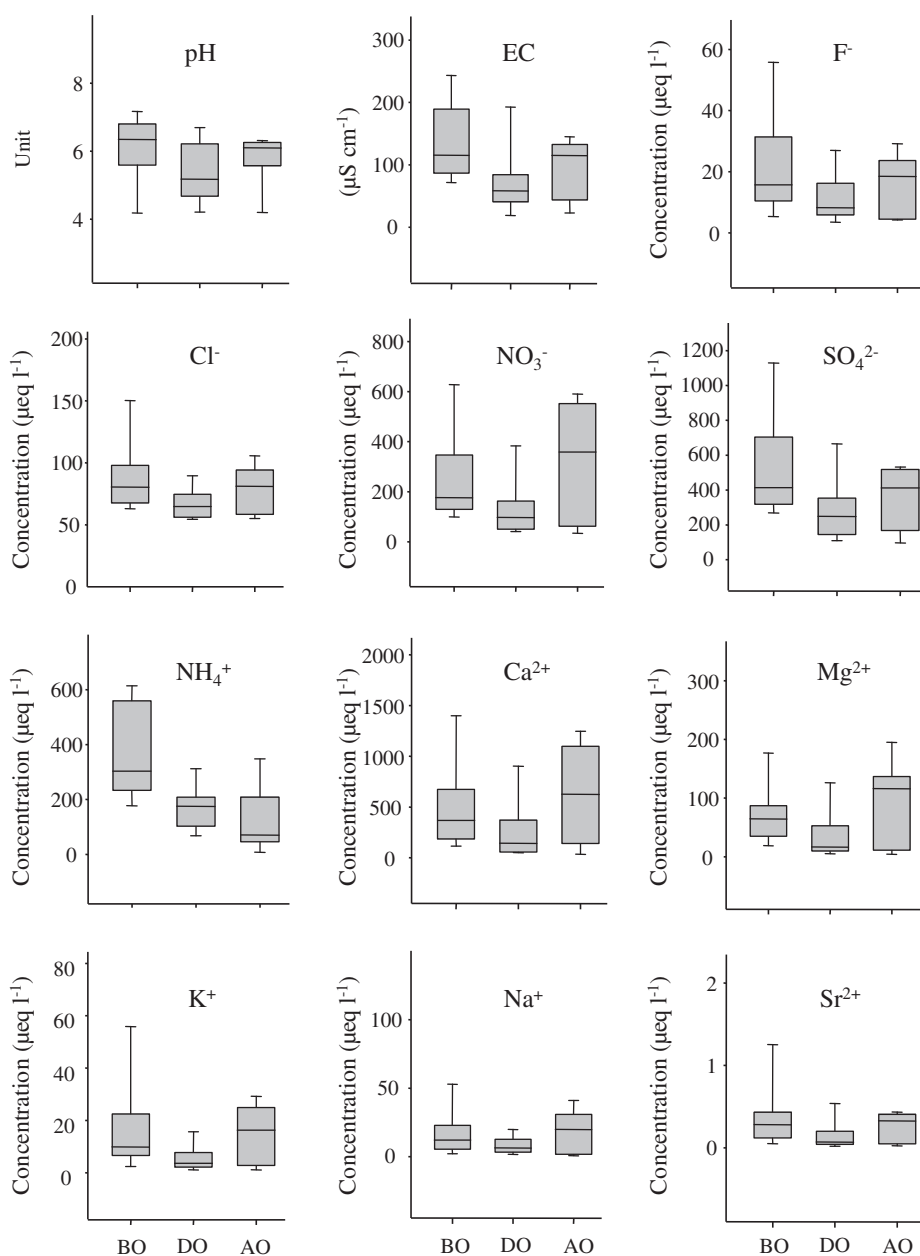 pH
Unit
8
6
4
EC
(μS cm⁻¹)
300
200
100
0
F⁻
Concentration (μeq l⁻¹)
60
40
20
0
Cl⁻
Concentration (μeq l⁻¹)
200
150
100
50
0
NO₃⁻
Concentration (μeq l⁻¹)
800
600
400
200
0
SO₄²⁻
Concentration (μeq l⁻¹)
1200
1000
800
600
400
200
0
NH₄⁺
Concentration (μeq l⁻¹)
600
400
200
0
Ca²⁺
Concentration (μeq l⁻¹)
2000
1500
1000
500
0
Mg²⁺
Concentration (μeq l⁻¹)
300
200
100
0
K⁺
Concentration (μeq l⁻¹)
80
60
40
20
0
BO DO AO
Na⁺
Concentration (μeq l⁻¹)
100
50
0
BO DO AO
Sr²⁺
Concentration (μeq l⁻¹)
2
1
0
BO DO AO